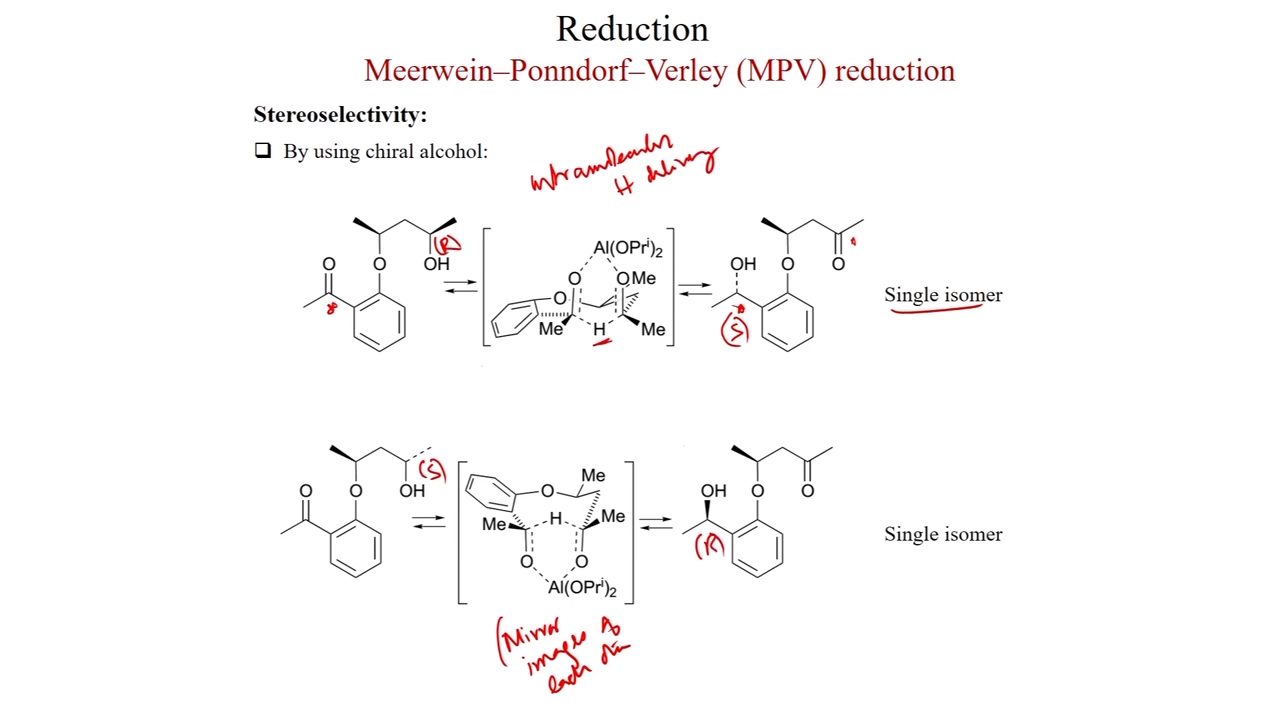 Reduction
Meerwein–Ponndorf–Verley (MPV) reduction
Stereoselectivity:
❑ By using chiral alcohol:
intramolecular
H delivery
(R)
O O OH
Al(OPrⁱ)₂
O OMe
O
Me H Me
OH O O
(S)
Single isomer
(S)
O O OH
Me
O
H
Me Me
O O
Al(OPrⁱ)₂
OH O O
(R)
Single isomer
(Mirror
images to
each